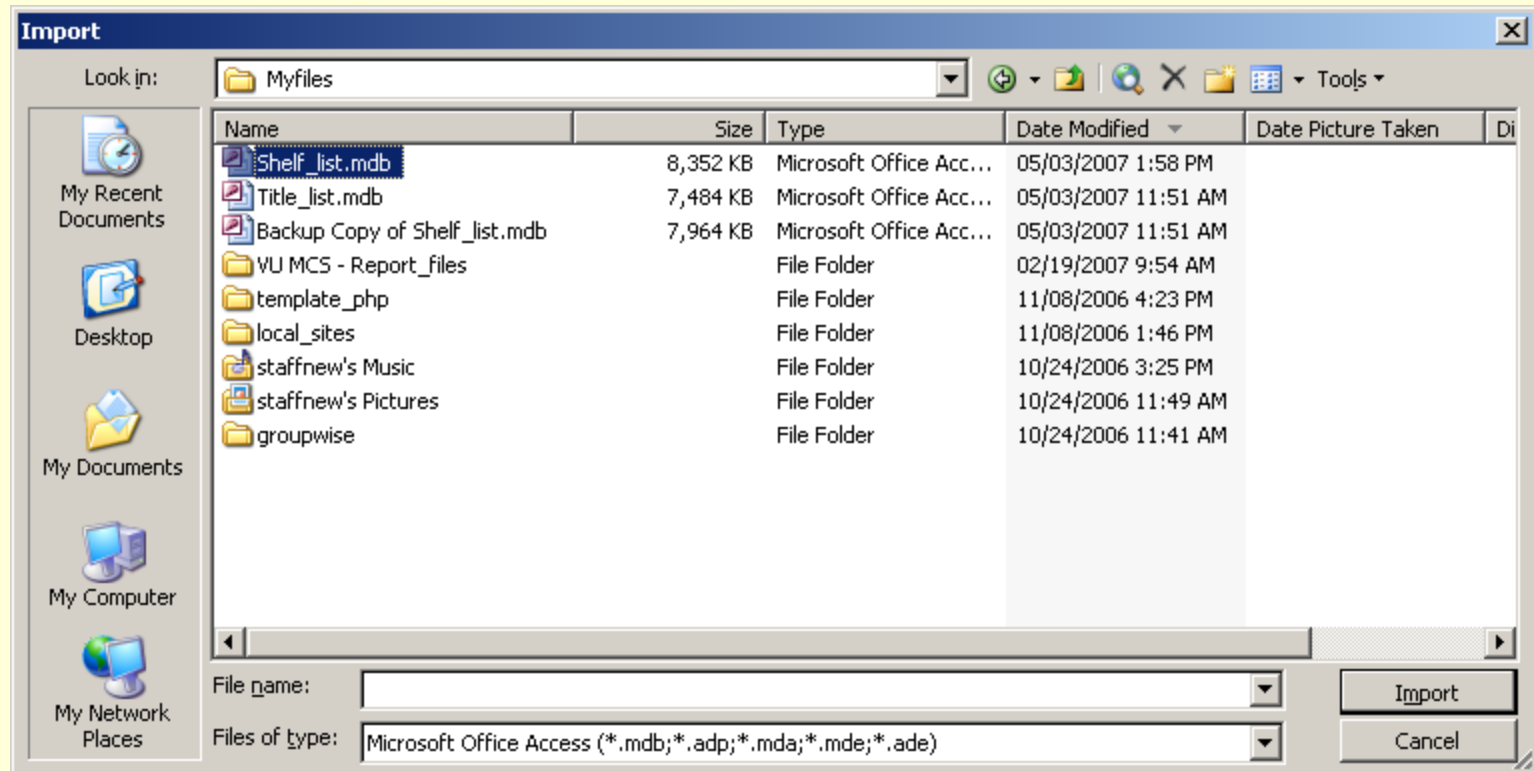 Import
Look in: Myfiles Tools
Name Size Type Date Modified Date Picture Taken Di
Shelf_list.mdb 8,352 KB Microsoft Office Acc... 05/03/2007 1:58 PM
Title_list.mdb 7,484 KB Microsoft Office Acc... 05/03/2007 11:51 AM
Backup Copy of Shelf_list.mdb 7,964 KB Microsoft Office Acc... 05/03/2007 11:51 AM
VU MCS - Report_files File Folder 02/19/2007 9:54 AM
template_php File Folder 11/08/2006 4:23 PM
local_sites File Folder 11/08/2006 1:46 PM
staffnew's Music File Folder 10/24/2006 3:25 PM
staffnew's Pictures File Folder 10/24/2006 11:49 AM
groupwise File Folder 10/24/2006 11:41 AM
My Recent
Documents
Desktop
My Documents
My Computer
My Network
Places
File name:
Import
Files of type: Microsoft Office Access (*.mdb;*.adp;*.mda;*.mde;*.ade)
Cancel